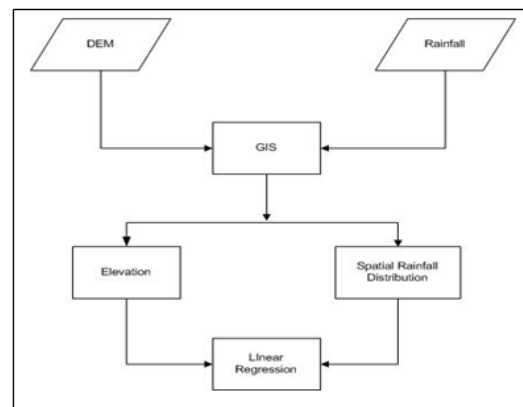 DEM
Rainfall
GIS
Elevation
Spatial Rainfall
Distribution
LInear
Regression